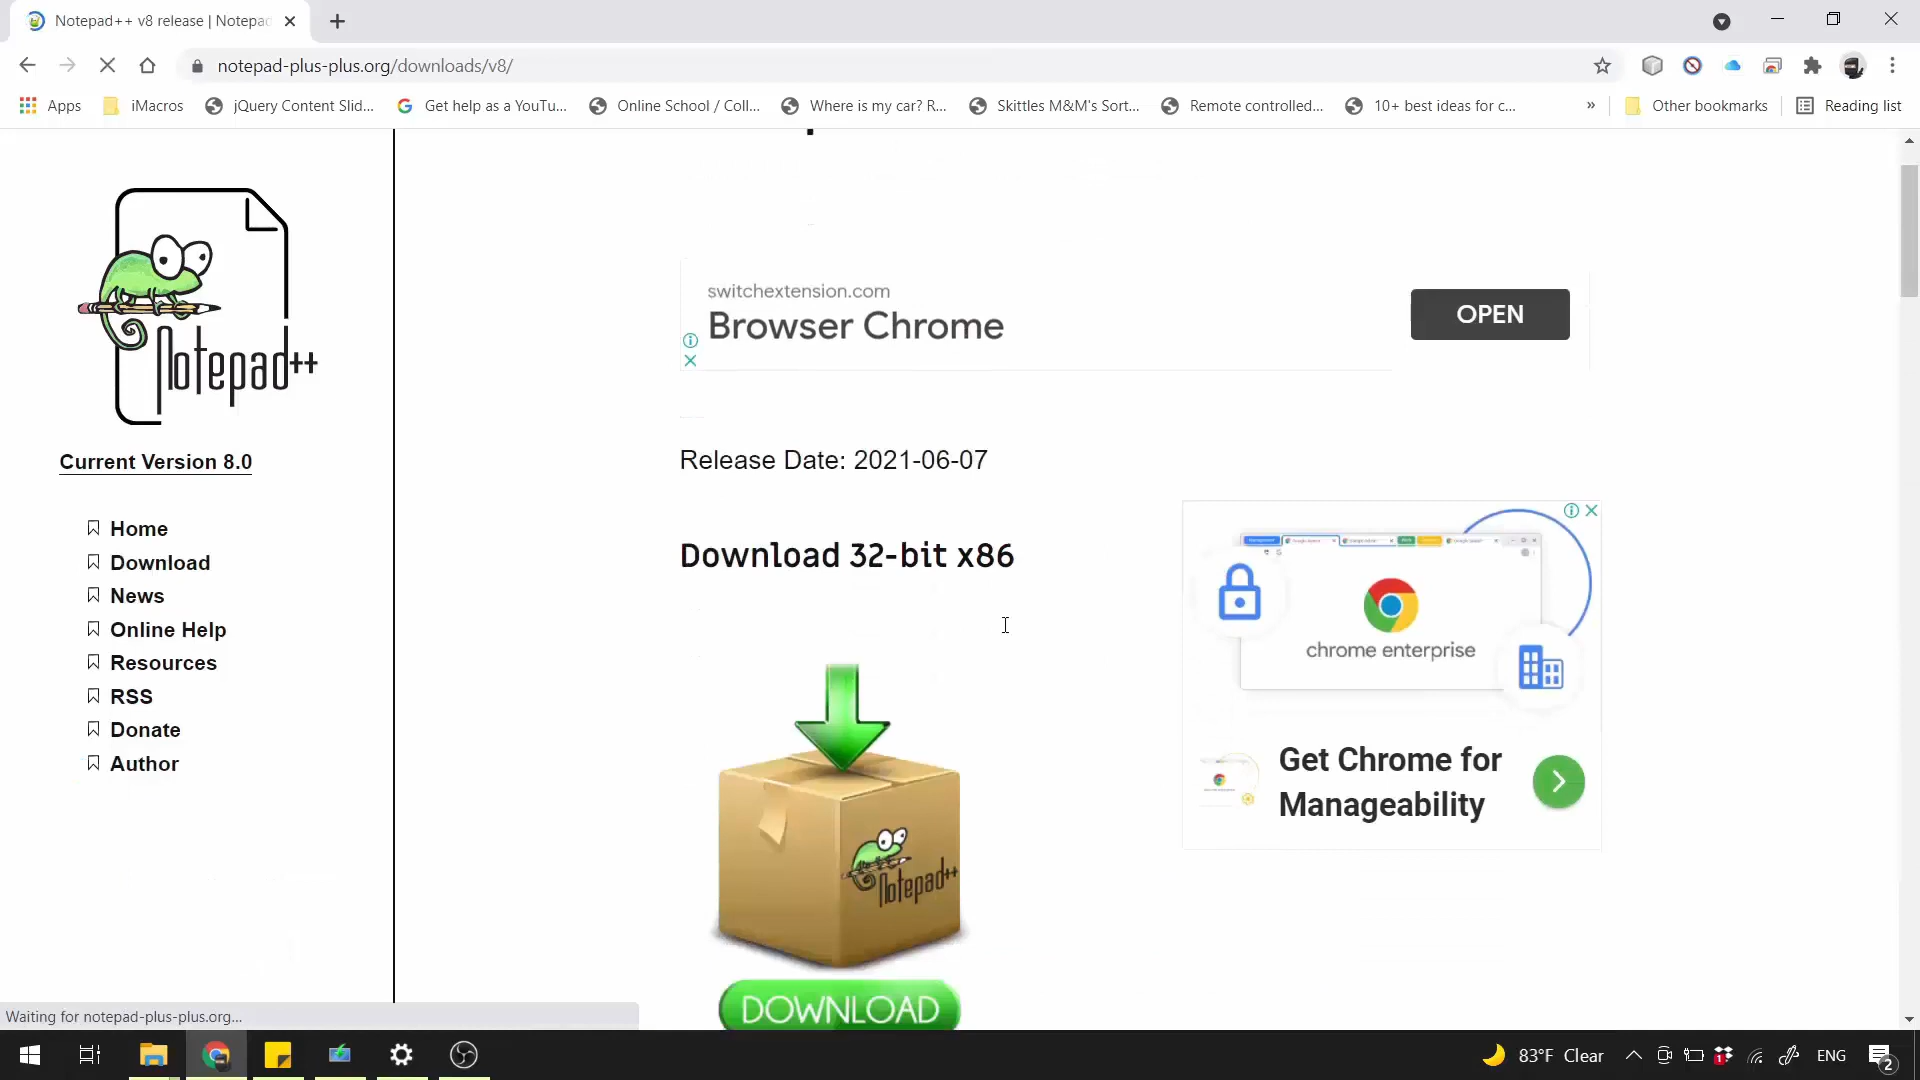 Notepad++ v8 release | Notepad
notepad-plus-plus.org/downloads/v8/
Apps
iMacros
jQuery Content Slid...
Get help as a YouTu...
Online School / Coll...
Where is my car? R...
Skittles M&M's Sort...
Remote controlled...
10+ best ideas for c...
»
Other bookmarks
Reading list
Notepad++
Current Version 8.0
Home
Download
News
Online Help
Resources
RSS
Donate
Author
switchextension.com
Browser Chrome
OPEN
Release Date: 2021-06-07
Download 32-bit x86
Notepad++
DOWNLOAD
chrome enterprise
Get Chrome for
Manageability
Waiting for notepad-plus-plus.org...
83°F Clear
1
ENG
2